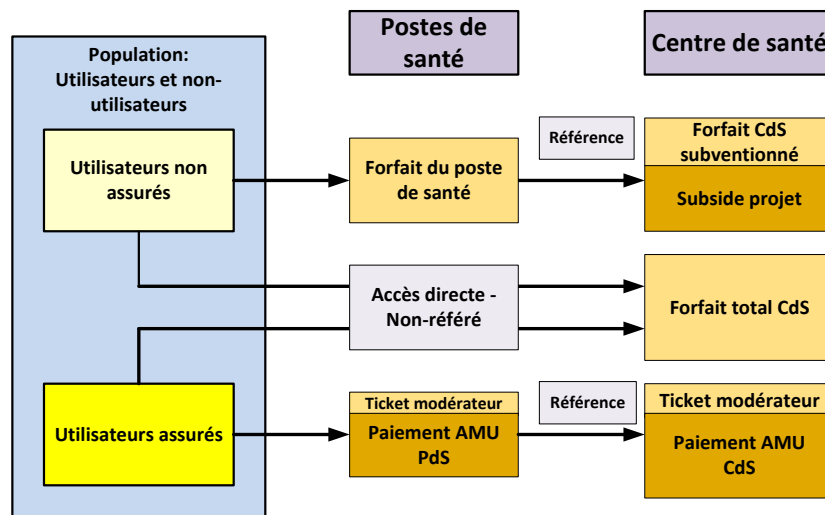 Population:
Utilisateurs et non-
utilisateurs
Postes de
santé
Centre de santé
Utilisateurs non
assurés
Forfait du poste
de santé
Référence
Forfait CdS
subventionné
Subside projet
Accès directe -
Non-référé
Forfait total CdS
Utilisateurs assurés
Ticket modérateur
Paiement AMU
PdS
Référence
Ticket modérateur
Paiement AMU
CdS